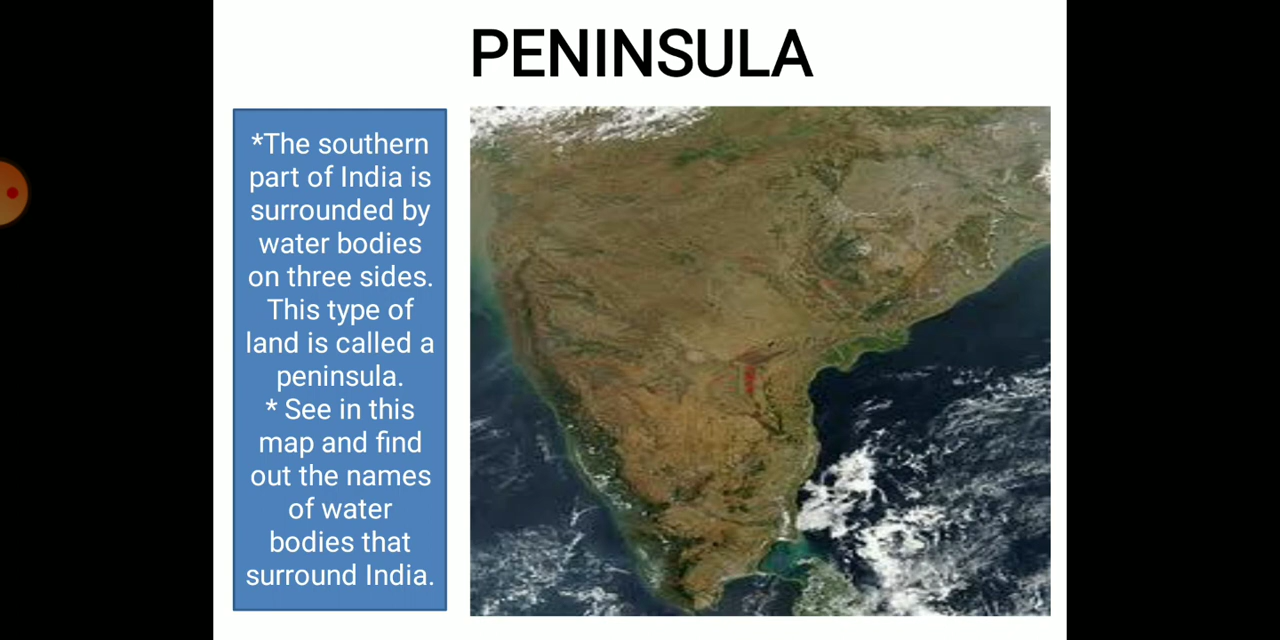 PENINSULA
*The southern
part of India is
surrounded by
water bodies
on three sides.
This type of
land is called a
peninsula.
* See in this
map and find
out the names
of water
bodies that
surround India.